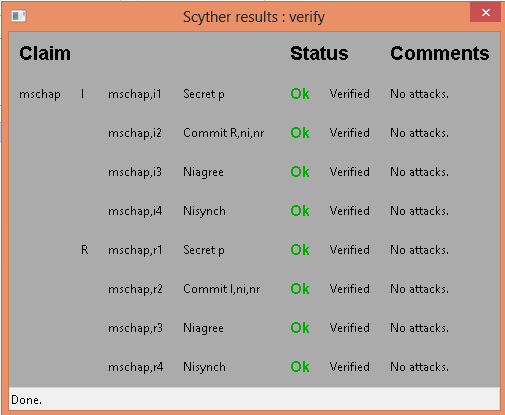 Scyther results : verify
Claim Status Comments
mschap I mschap,i1 Secret p Ok Verified No attacks.
mschap,i2 Commit R,ni,nr Ok Verified No attacks.
mschap,i3 Niagree Ok Verified No attacks.
mschap,i4 Nisynch Ok Verified No attacks.
R mschap,r1 Secret p Ok Verified No attacks.
mschap,r2 Commit I,ni,nr Ok Verified No attacks.
mschap,r3 Niagree Ok Verified No attacks.
mschap,r4 Nisynch Ok Verified No attacks.
Done.